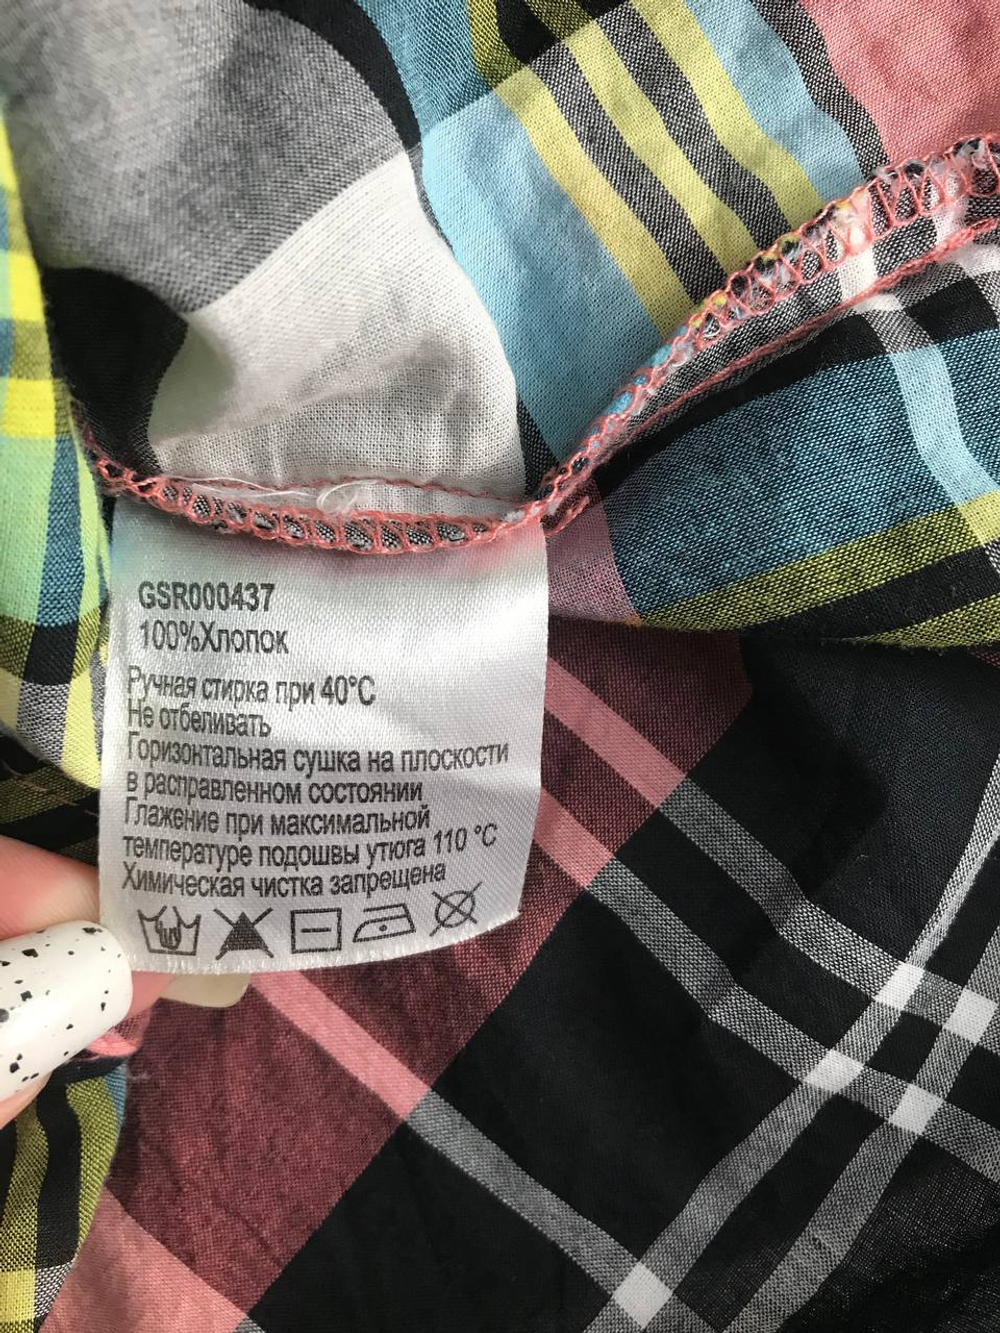 GSR000437
100%Хлопок
Ручная стирка при 40°C
Не отбеливать
Горизонтальная сушка на плоскости
в расправленном состоянии
Глажение при максимальной
температуре подошвы утюга 110 °C
Химическая чистка запрещена